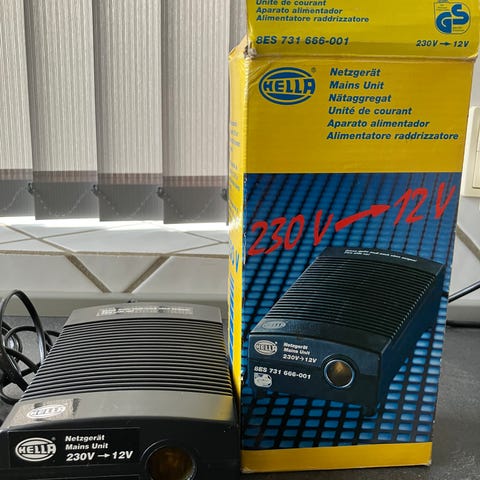 Unité de courant
Aparato alimentador
Alimentatore raddrizzatore
8ES 731 666-001
GS
230V → 12V
HELLA
Netzgerät
Mains Unit
Nätaggregat
Unité de courant
Aparato alimentador
Alimentatore raddrizzatore
230 V → 12 V
HELLA
Netzgerät
Mains Unit
230V → 12V
8ES 731 666-001
HELLA
HELLA
Netzgerät
Mains Unit
230V → 12V